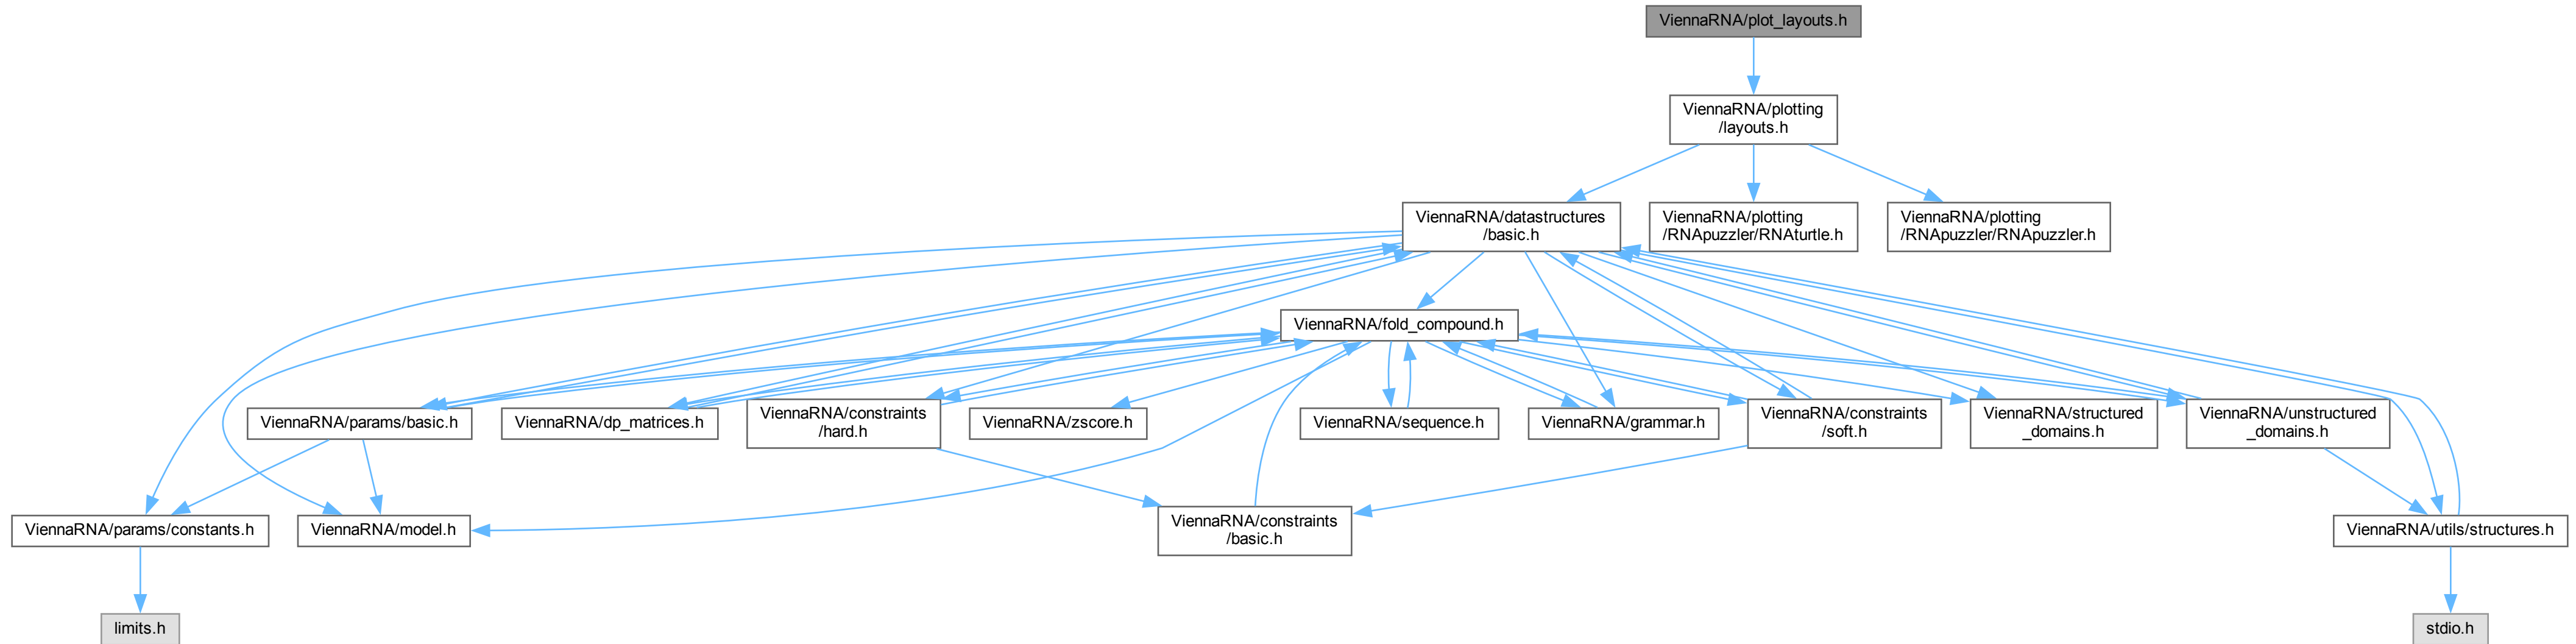 ViennaRNA/plot_layouts.h
ViennaRNA/plotting
/layouts.h
ViennaRNA/datastructures
/basic.h
ViennaRNA/plotting
/RNApuzzler/RNAturtle.h
ViennaRNA/plotting
/RNApuzzler/RNApuzzler.h
ViennaRNA/fold_compound.h
ViennaRNA/params/basic.h
ViennaRNA/dp_matrices.h
ViennaRNA/constraints
/hard.h
ViennaRNA/zscore.h
ViennaRNA/sequence.h
ViennaRNA/grammar.h
ViennaRNA/constraints
/soft.h
ViennaRNA/structured
_domains.h
ViennaRNA/unstructured
_domains.h
ViennaRNA/params/constants.h
ViennaRNA/model.h
ViennaRNA/constraints
/basic.h
ViennaRNA/utils/structures.h
limits.h
stdio.h